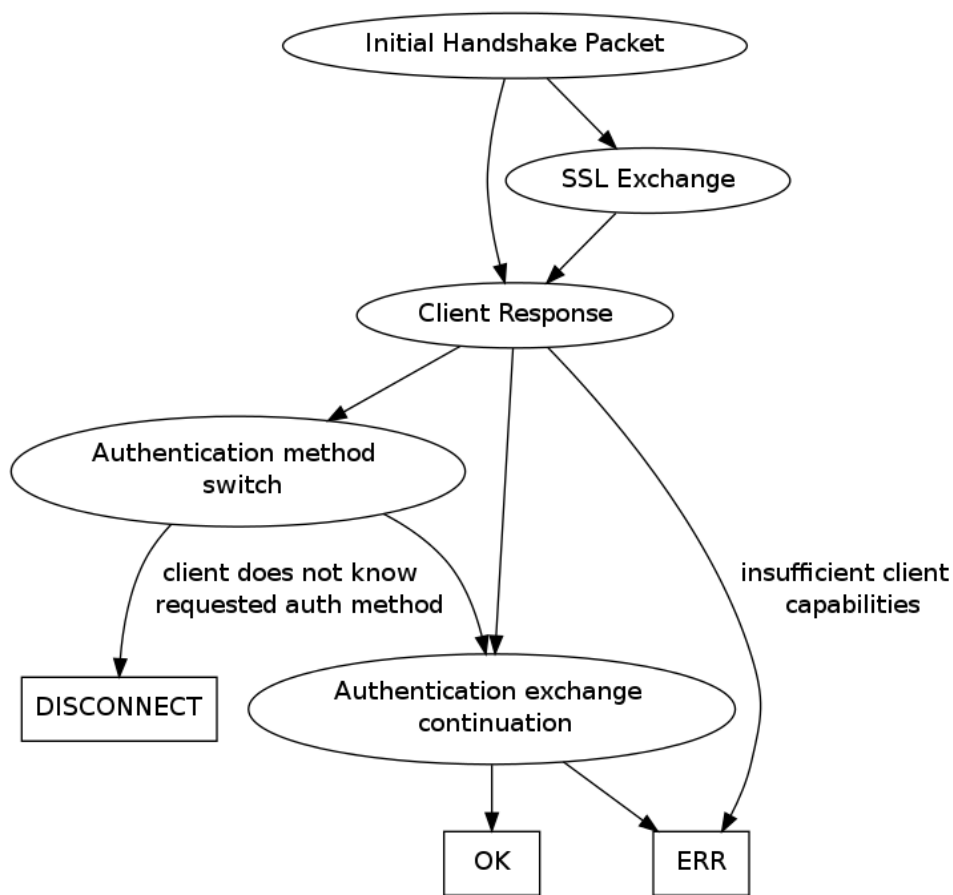 Initial Handshake Packet
SSL Exchange
Client Response
Authentication method
switch
client does not know
requested auth method
insufficient client
capabilities
DISCONNECT
Authentication exchange
continuation
OK
ERR